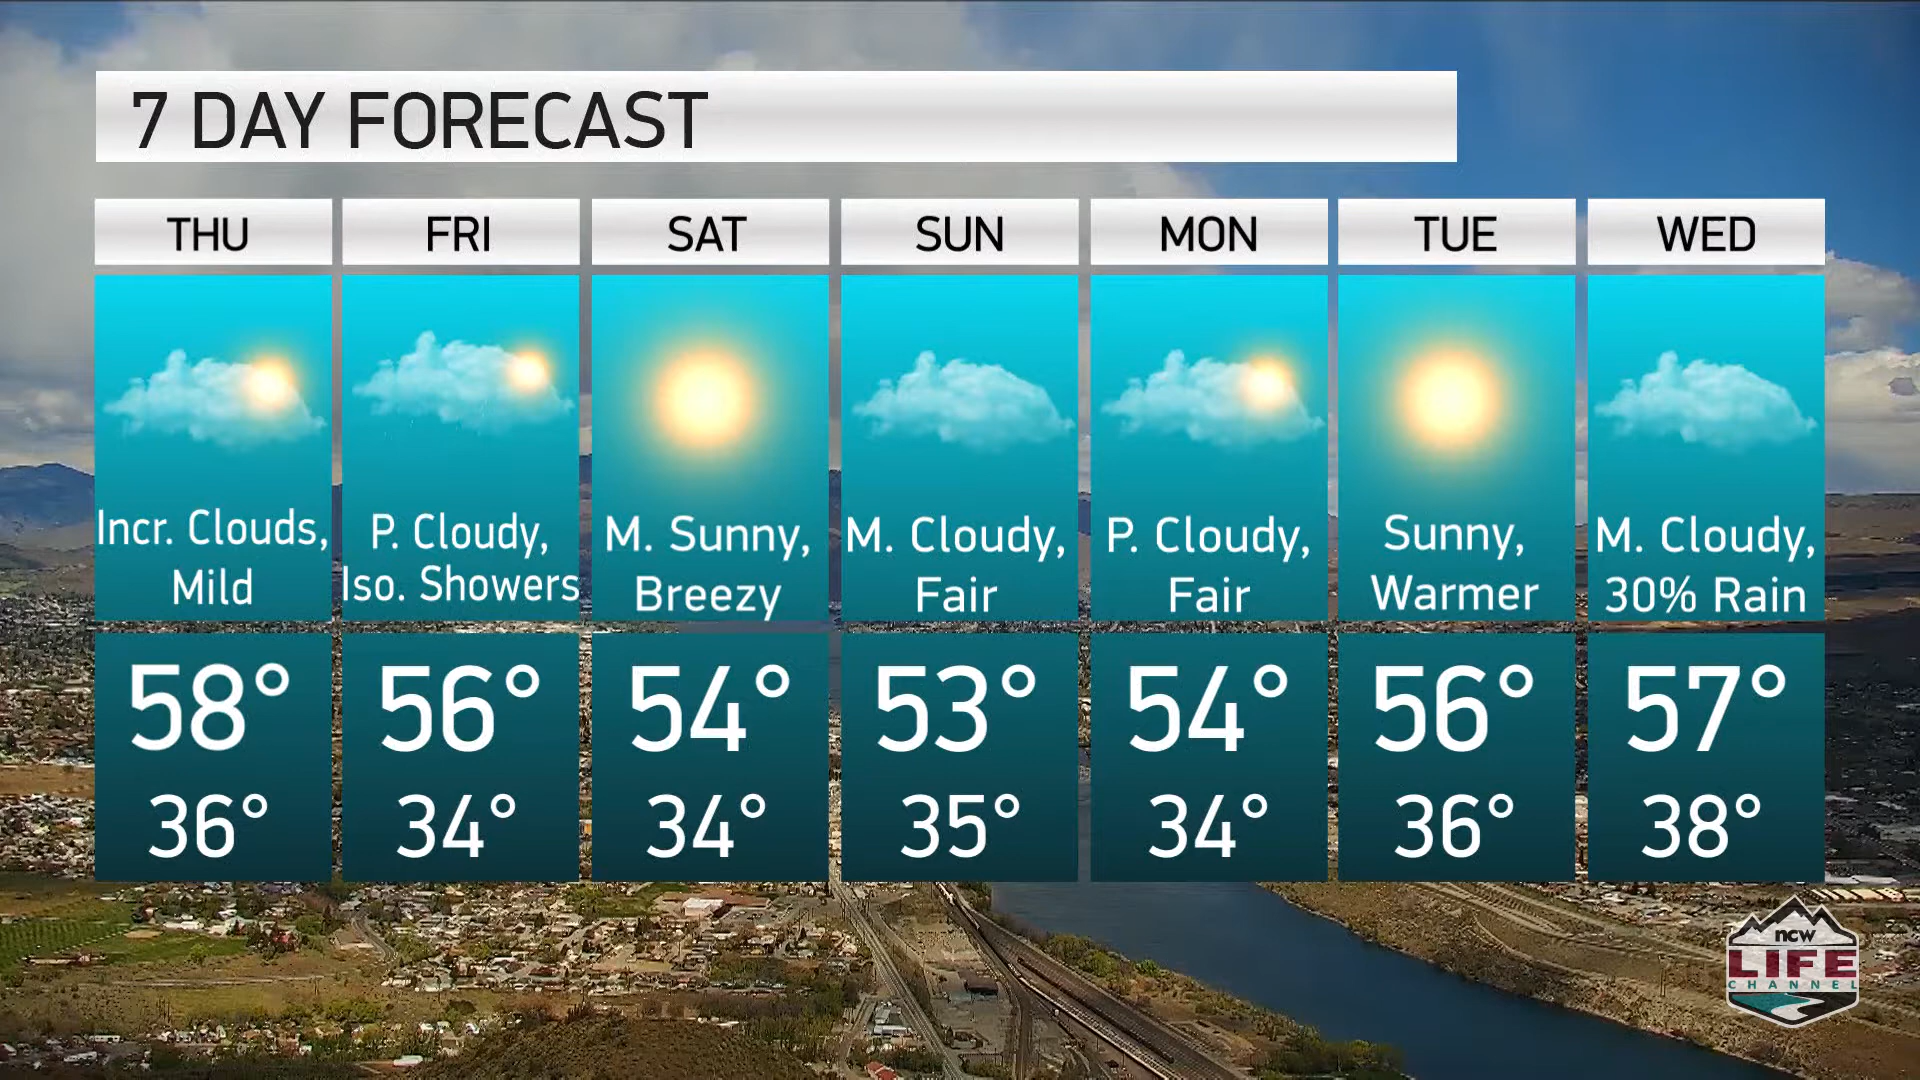 7 DAY FORECAST
THU FRI SAT SUN MON TUE WED
Incr. Clouds,
Mild
P. Cloudy,
Iso. Showers
M. Sunny,
Breezy
M. Cloudy,
Fair
P. Cloudy,
Fair
Sunny,
Warmer
M. Cloudy,
30% Rain
58° 56° 54° 53° 54° 56° 57°
36° 34° 34° 35° 34° 36° 38°
ncw
LIFE
CHANNEL